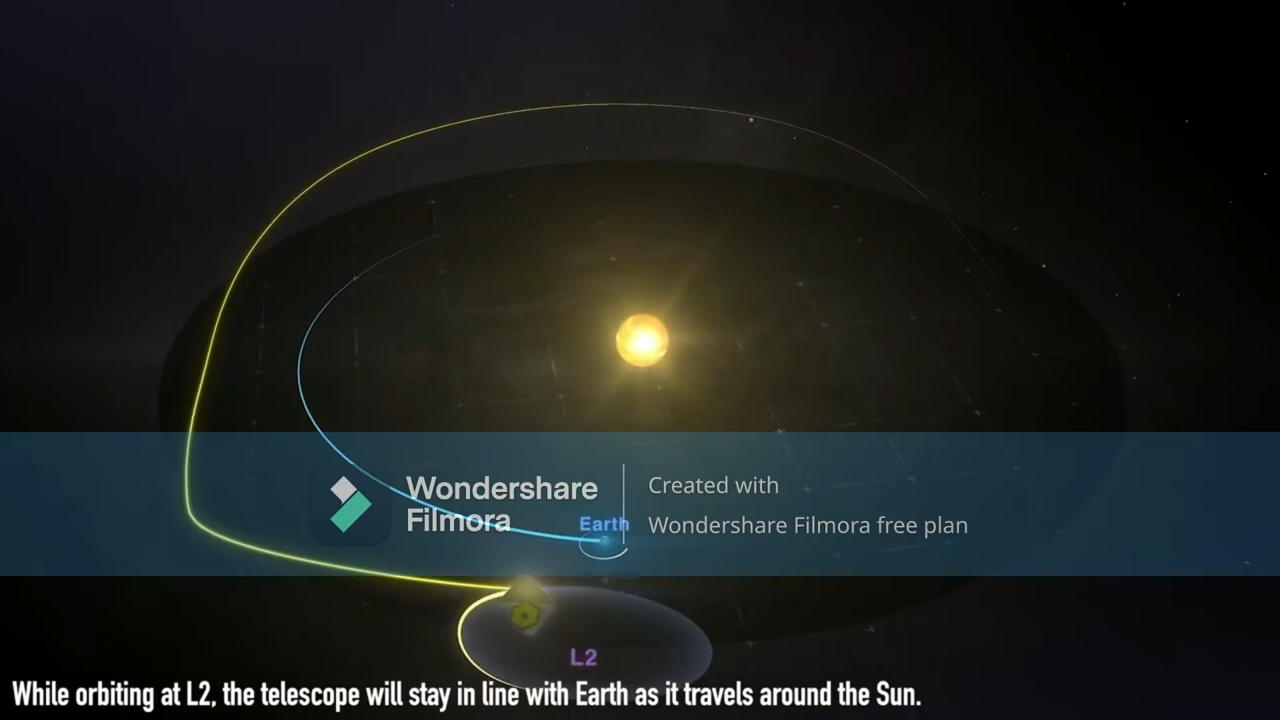 Wondershare
Filmora
Created with
Wondershare Filmora free plan
Earth
L2
While orbiting at L2, the telescope will stay in line with Earth as it travels around the Sun.